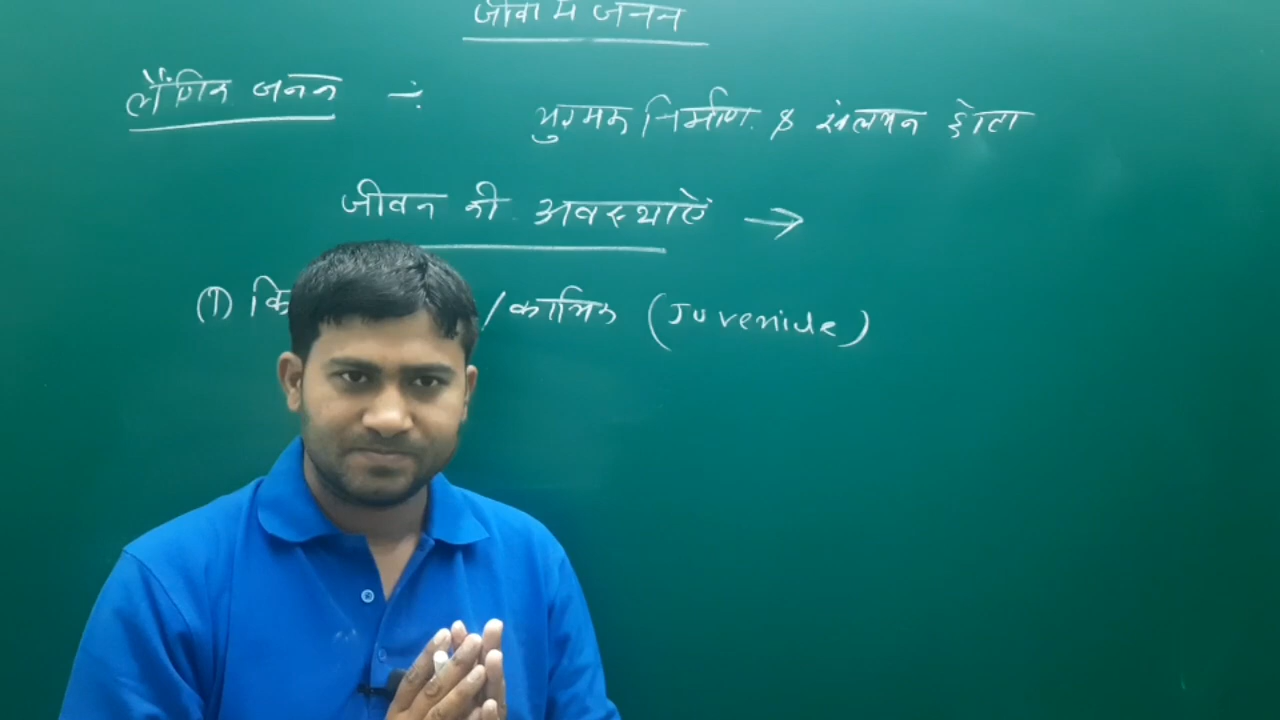 जीवों में जनन
लैंगिक जनन ÷
युग्मक निर्माण & संलयन होता
जीवन की अवस्थाएें →
(1) कि /कायिक (Juvenile)